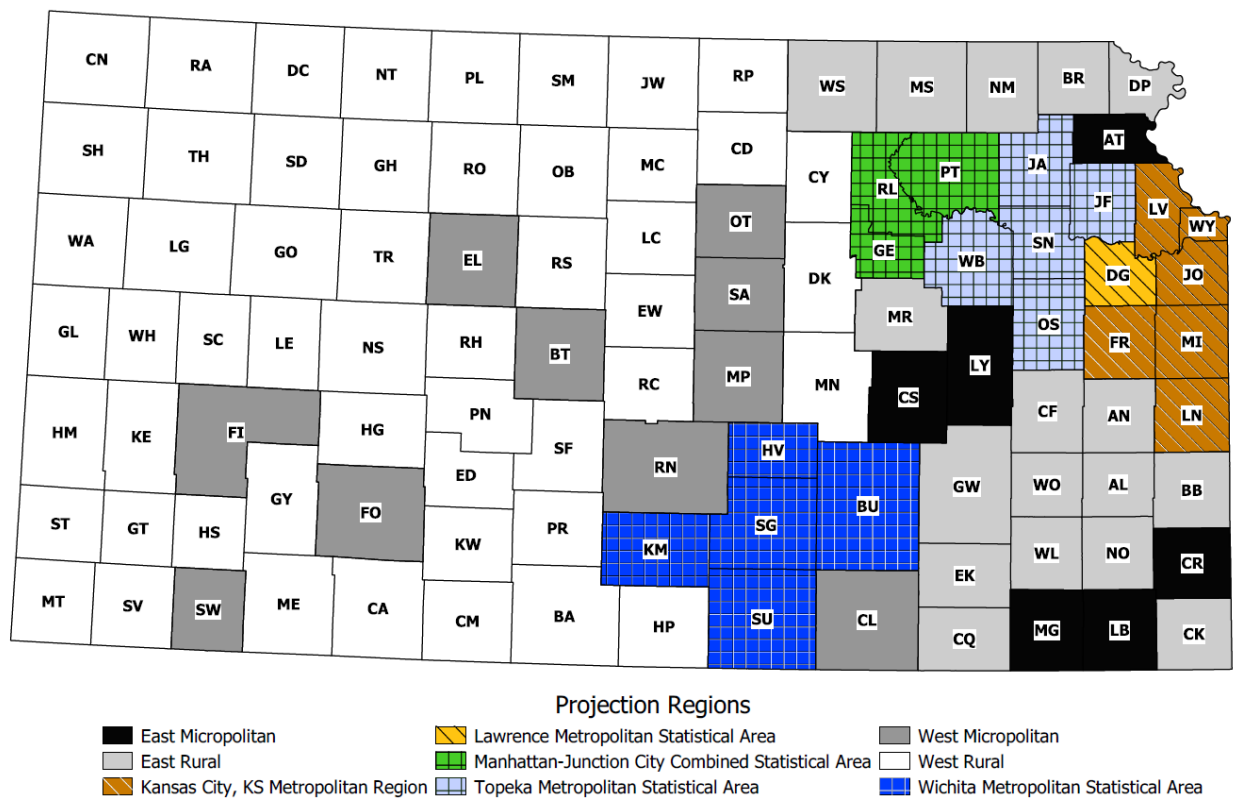 CN RA DC NT PL SM JW RP WS MS NM BR DP
SH TH SD GH RO OB MC CD CY RL PT JA AT
WA LG GO TR EL RS LC OT DK GE WB SN JF LV WY
GL WH SC LE NS RH BT EW SA MR OS DG JO
HM KE FI HG PN SF RC MP MN CS LY FR MI
ST GT HS GY FO ED PR RN HV BU GW CF AN LN
MT SV SW ME CA KW CM BA KM SG HP SU CL EK WO AL BB
CQ WL NO CR
MG LB CK
Projection Regions
East Micropolitan
East Rural
Kansas City, KS Metropolitan Region
Lawrence Metropolitan Statistical Area
Manhattan-Junction City Combined Statistical Area
Topeka Metropolitan Statistical Area
West Micropolitan
West Rural
Wichita Metropolitan Statistical Area